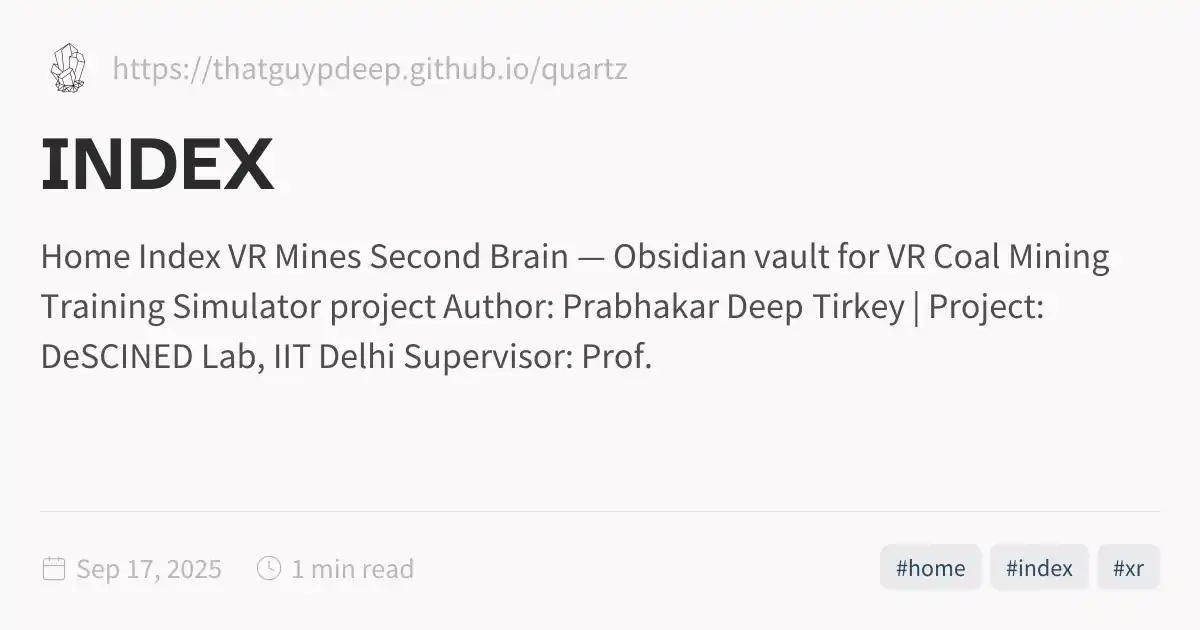 https://thatguypdeep.github.io/quartz
INDEX
Home Index VR Mines Second Brain — Obsidian vault for VR Coal Mining
Training Simulator project Author: Prabhakar Deep Tirkey | Project:
DeSCINED Lab, IIT Delhi Supervisor: Prof.
Sep 17, 2025 1 min read #home #index #xr